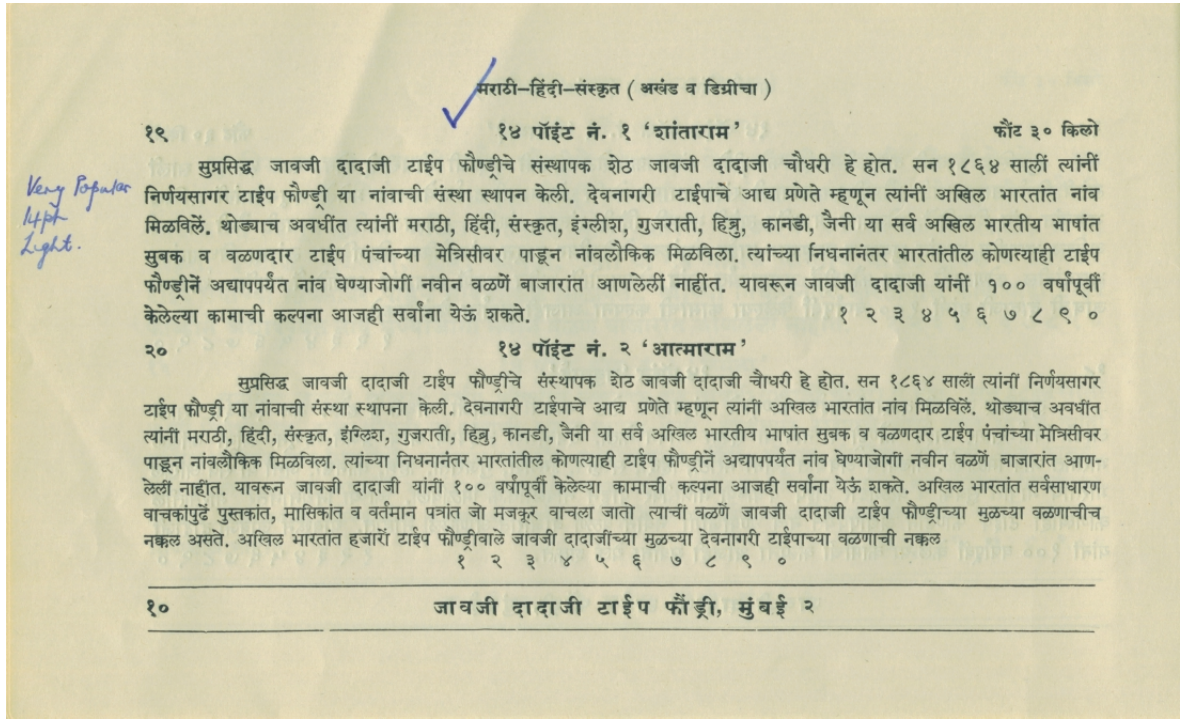 मराठी–हिंदी–संस्कृत ( अखंड व डिग्रीचा )
१९ १४ पॉइंट नं. १ ‘शांताराम’ फौंट ३० किलो
सुप्रसिद्ध जावजी दादाजी टाईप फौण्ड्रीचे संस्थापक शेठ जावजी दादाजी चौधरी हे होत. सन १८६४ सालीं त्यांनीं
Very Popular
14pt
Light.
निर्णयसागर टाईप फौण्ड्री या नांवाची संस्था स्थापन केली. देवनागरी टाईपाचे आद्य प्रणेते म्हणून त्यांनीं अखिल भारतांत नांव
मिळविलें. थोड्याच अवधींत त्यांनीं मराठी, हिंदी, संस्कृत, इंग्लीश, गुजराती, हिब्रु, कानडी, जैनी या सर्व अखिल भारतीय भाषांत
सुबक व वळणदार टाईप पंचांच्या मेत्रिसीवर पाडून नांवलौकिक मिळविला. त्यांच्या निधनानंतर भारतांतील कोणत्याही टाईप
फौण्ड्रीनें अद्यापपर्यंत नांव घेण्याजोगीं नवीन वळणें बाजारांत आणलेलीं नाहींत. यावरून जावजी दादाजी यांनीं १०० वर्षांपूर्वीं
केलेल्या कामाची कल्पना आजही सर्वांना येऊं शकते. १ २ ३ ४ ५ ६ ७ ८ ९ ०
२० १४ पॉइंट नं. २ ‘आत्माराम’
सुप्रसिद्ध जावजी दादाजी टाईप फौण्ड्रीचे संस्थापक शेठ जावजी दादाजी चौधरी हे होत. सन १८६४ सालीं त्यांनीं निर्णयसागर
टाईप फौण्ड्री या नांवाची संस्था स्थापना केली. देवनागरी टाईपाचे आद्य प्रणेते म्हणून त्यांनीं अखिल भारतांत नांव मिळविलें. थोड्याच अवधींत
त्यांनीं मराठी, हिंदी, संस्कृत, इंग्लिश, गुजराती, हिब्रु, कानडी, जैनी या सर्व अखिल भारतीय भाषांत सुबक व वळणदार टाईप पंचांच्या मेत्रिसीवर
पाडून नांवलौकिक मिळविला. त्यांच्या निधनानंतर भारतांतील कोणत्याही टाईप फौण्ड्रीनें अद्यापपर्यंत नांव घेण्याजोगीं नवीन वळणें बाजारांत आण-
लेलीं नाहींत. यावरून जावजी दादाजी यांनीं १०० वर्षांपूर्वीं केलेल्या कामाची कल्पना आजही सर्वांना येऊं शकते. अखिल भारतांत सर्वसाधारण
वाचकांपुढें पुस्तकांत, मासिकांत व वर्तमान पत्रांत जो मजकूर वाचला जातो त्याचीं वळणें जावजी दादाजी टाईप फौण्ड्रीच्या मुळच्या वळणाचीच
नक्कल असते. अखिल भारतांत हजारों टाईप फौण्ड्रीवाले जावजी दादाजींच्या मुळच्या देवनागरी टाईपाच्या वळणाची नक्कल
१ २ ३ ४ ५ ६ ७ ८ ९ ०
१० जावजी दादाजी टाईप फौंड्री, मुंबई २